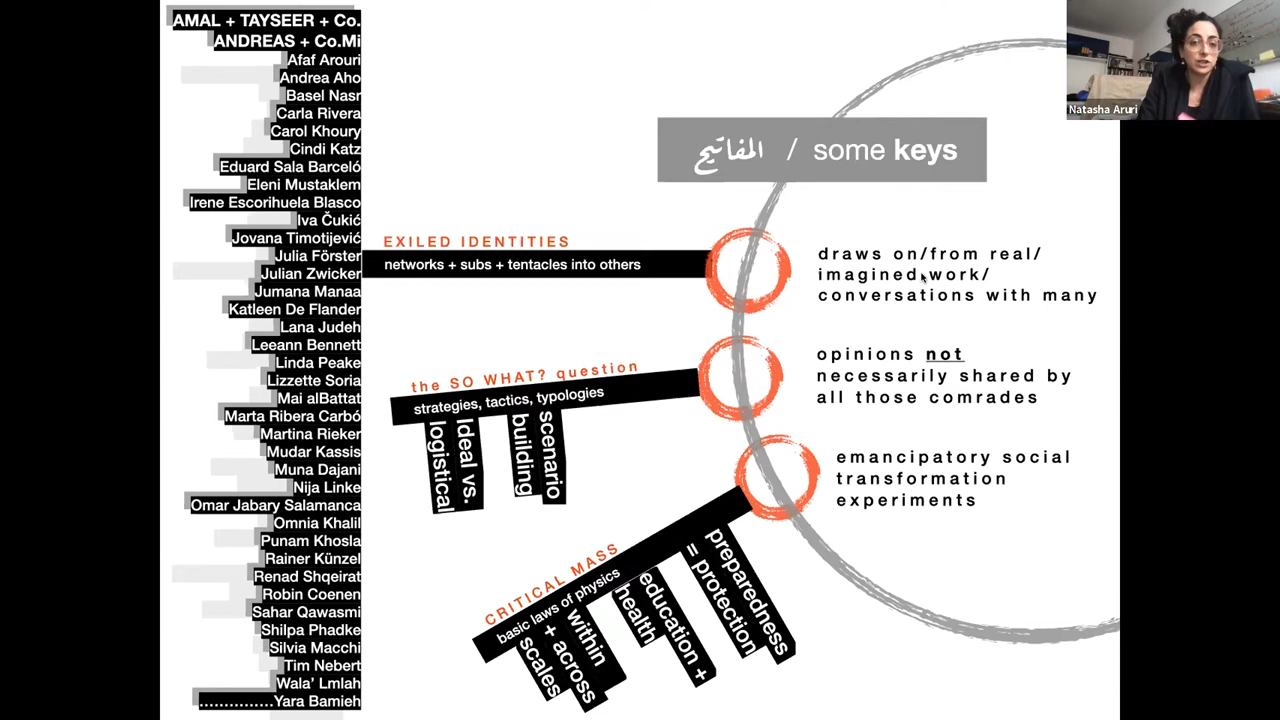 AMAL + TAYSEER + Co.
ANDREAS + Co.Mi
Afaf Arouri
Andrea Aho
Basel Nasr
Carla Rivera
Carol Khoury
Cindi Katz
Eduard Sala Barceló
Eleni Mustaklem
Irene Escorihuela Blasco
Iva Čukić
Jovana Timotijević
Julia Förster
Julian Zwicker
Jumana Manaa
Katleen De Flander
Lana Judeh
Leeann Bennett
Linda Peake
Lizzette Soria
Mai alBattat
Marta Ribera Carbó
Martina Rieker
Mudar Kassis
Muna Dajani
Nija Linke
Omar Jabary Salamanca
Omnia Khalil
Punam Khosla
Rainer Künzel
Renad Shqeirat
Robin Coenen
Sahar Qawasmi
Shilpa Phadke
Silvia Macchi
Tim Nebert
Wala' Lmlah
...............Yara Bamieh
المفاتيح / some keys
EXILED IDENTITIES
networks + subs + tentacles into others
draws on/from real/
imagined work/
conversations with many
the SO WHAT? question
strategies, tactics, typologies
Ideal vs.
logistical
scenario
building
opinions not
necessarily shared by
all those comrades
CRITICAL MASS
basic laws of physics
within
+ across
scales
education +
health
preparedness
= protection
emancipatory social
transformation
experiments
Natasha Aruri